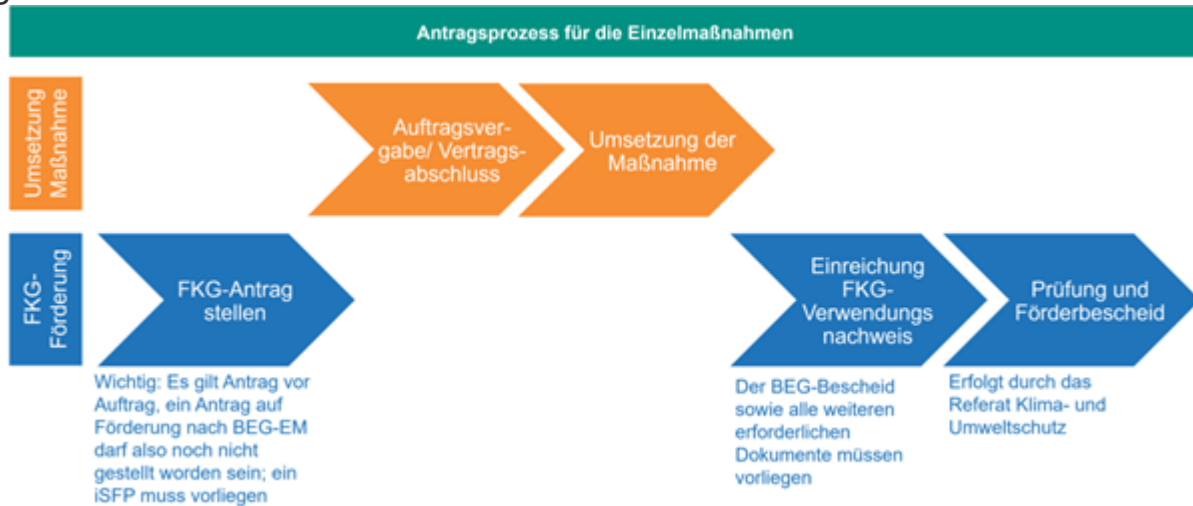 Antragsprozess für die Einzelmaßnahmen
Umsetzung
Maßnahme
Auftragsver-
gabe/ Vertrags-
abschluss
Umsetzung der
Maßnahme
FKG-
Förderung
FKG-Antrag
stellen
Wichtig: Es gilt Antrag vor
Auftrag, ein Antrag auf
Förderung nach BEG-EM
darf also noch nicht
gestellt worden sein; ein
iSFP muss vorliegen
Einreichung
FKG-
Verwendungs
nachweis
Der BEG-Bescheid
sowie alle weiteren
erforderlichen
Dokumente müssen
vorliegen
Prüfung und
Förderbescheid
Erfolgt durch das
Referat Klima- und
Umweltschutz